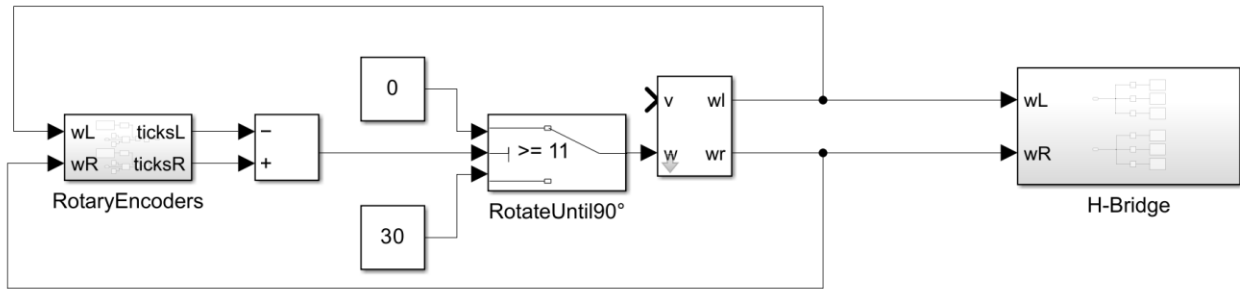 0
wL ticksL
wR ticksR
RotaryEncoders
−
+
>= 11
RotateUntil90°
30
v wl
w wr
wL
wR
H-Bridge